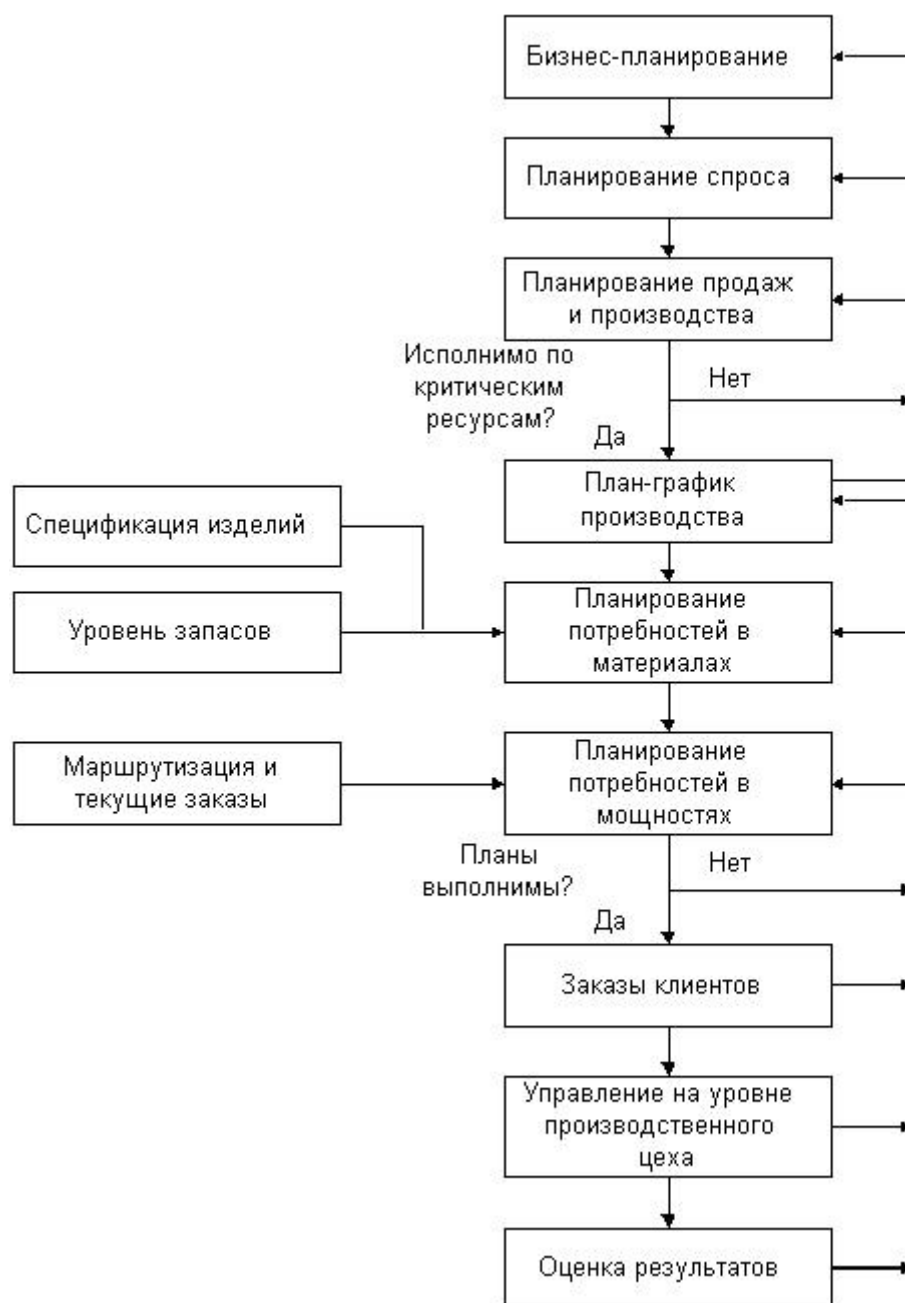 Бизнес-планирование
Планирование спроса
Планирование продаж
и производства
Исполнимо по
критическим
ресурсам?
Нет
Да
План-график
производства
Спецификация изделий
Уровень запасов
Планирование
потребностей в
материалах
Маршрутизация и
текущие заказы
Планирование
потребностей в
мощностях
Планы
выполнимы?
Нет
Да
Заказы клиентов
Управление на уровне
производственного
цеха
Оценка результатов